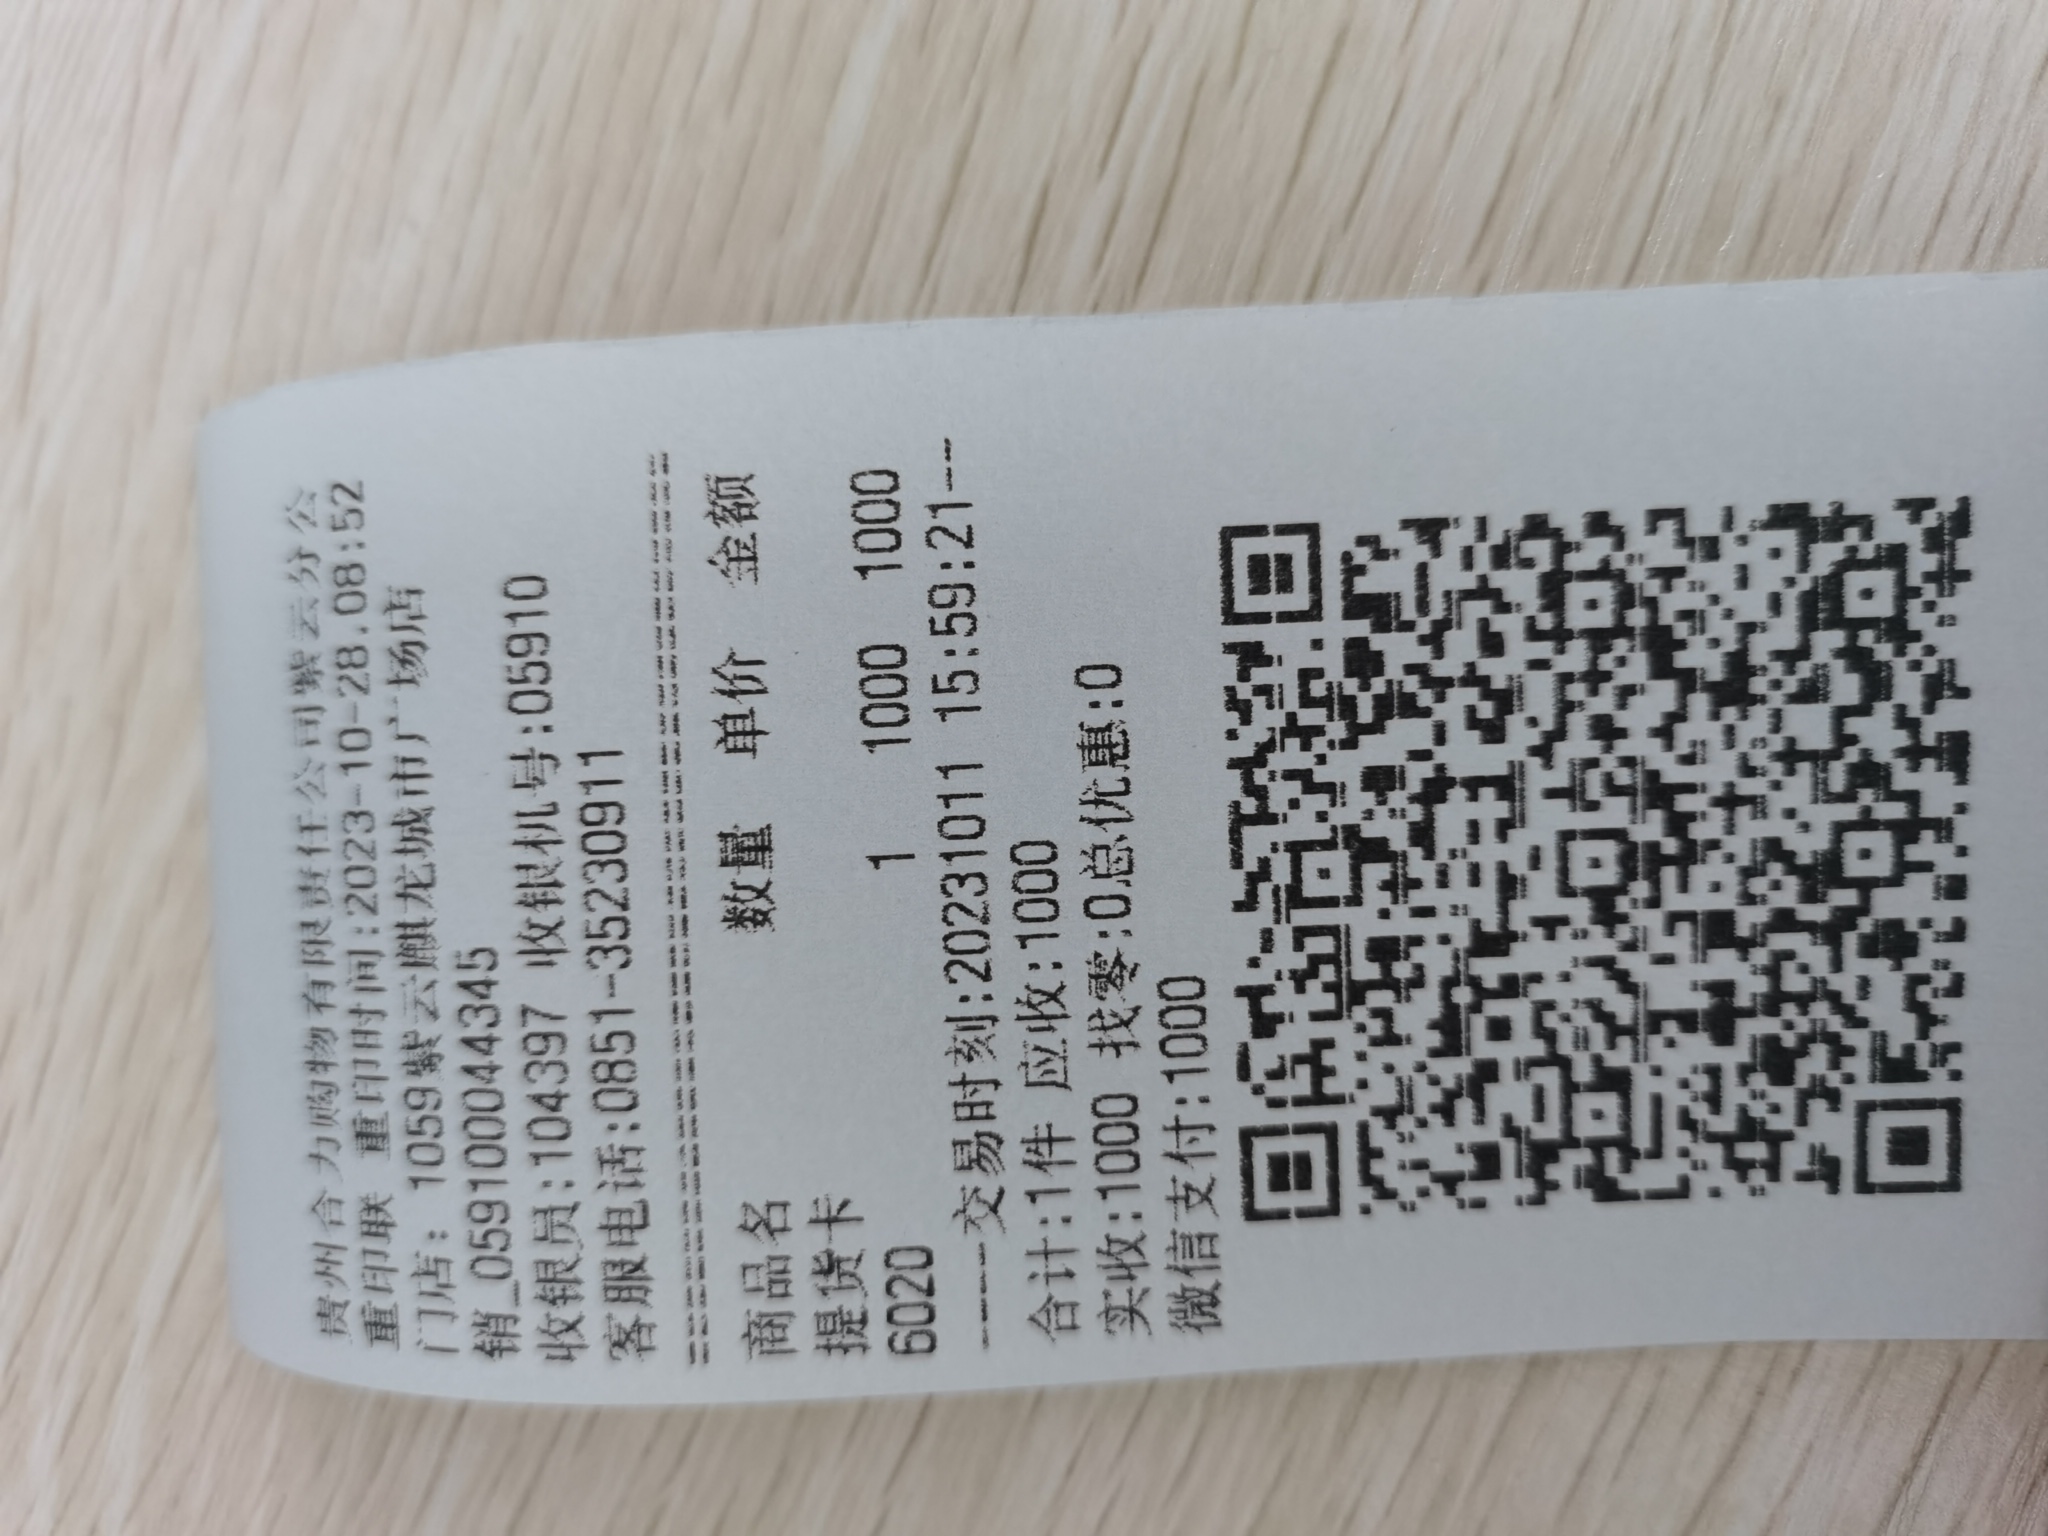 贵州合力购物有限责任公司紫云分公
重印联 重印时间:2023-10-28.08:52
门店: 1059紫云麒龙城市广场店
销_059100044345
收银员:104397 收银机号:05910
客服电话:0851-35230911
商品名 数量 单价 金额
提货卡
6020 1 1000 1000
----交易时刻:20231011 15:59:21---
合计:1件 应收:1000
实收:1000 找零:0总优惠:0
微信支付:1000